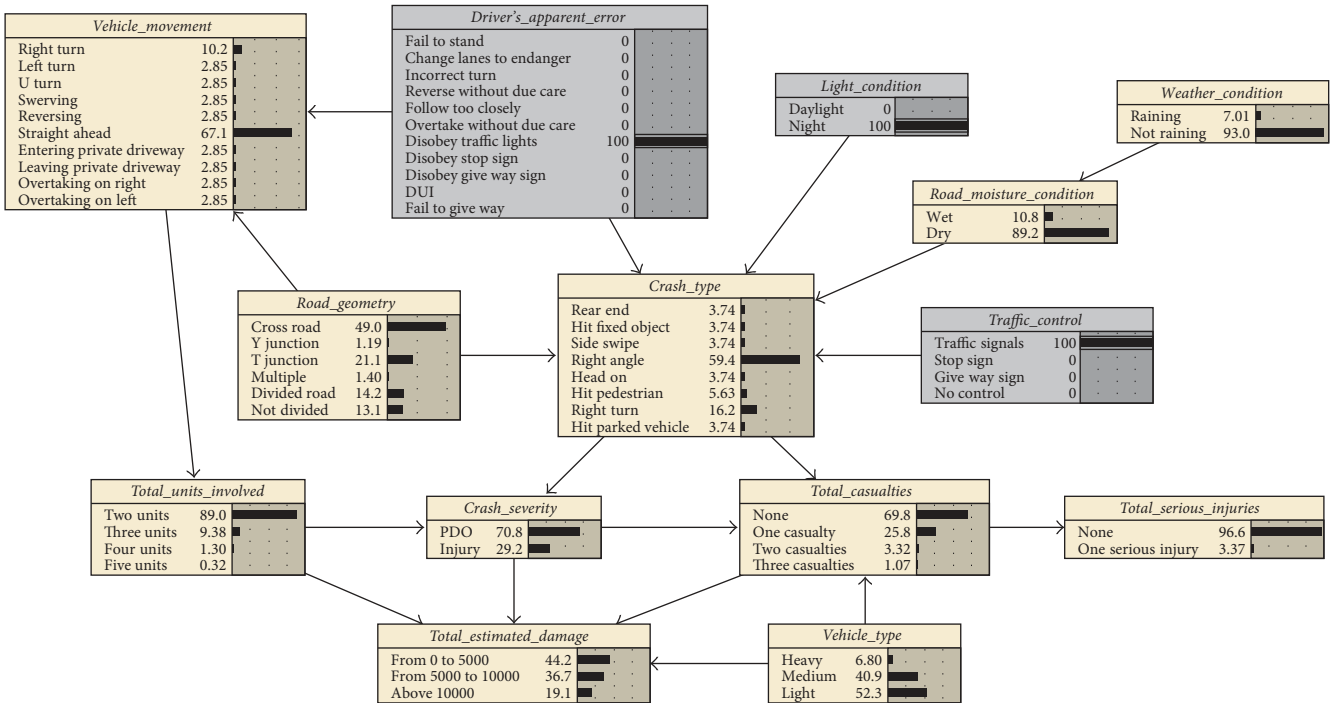 Vehicle_movement
Right turn 10.2
Left turn 2.85
U turn 2.85
Swerving 2.85
Reversing 2.85
Straight ahead 67.1
Entering private driveway 2.85
Leaving private driveway 2.85
Overtaking on right 2.85
Overtaking on left 2.85
Driver's_apparent_error
Fail to stand 0
Change lanes to endanger 0
Incorrect turn 0
Reverse without due care 0
Follow too closely 0
Overtake without due care 0
Disobey traffic lights 100
Disobey stop sign 0
Disobey give way sign 0
DUI 0
Fail to give way 0
Light_condition
Daylight 0
Night 100
Weather_condition
Raining 7.01
Not raining 93.0
Road_moisture_condition
Wet 10.8
Dry 89.2
Road_geometry
Cross road 49.0
Y junction 1.19
T junction 21.1
Multiple 1.40
Divided road 14.2
Not divided 13.1
Crash_type
Rear end 3.74
Hit fixed object 3.74
Side swipe 3.74
Right angle 59.4
Head on 3.74
Hit pedestrian 5.63
Right turn 16.2
Hit parked vehicle 3.74
Traffic_control
Traffic signals 100
Stop sign 0
Give way sign 0
No control 0
Total_units_involved
Two units 89.0
Three units 9.38
Four units 1.30
Five units 0.32
Crash_severity
PDO 70.8
Injury 29.2
Total_casualties
None 69.8
One casualty 25.8
Two casualties 3.32
Three casualties 1.07
Total_serious_injuries
None 96.6
One serious injury 3.37
Total_estimated_damage
From 0 to 5000 44.2
From 5000 to 10000 36.7
Above 10000 19.1
Vehicle_type
Heavy 6.80
Medium 40.9
Light 52.3